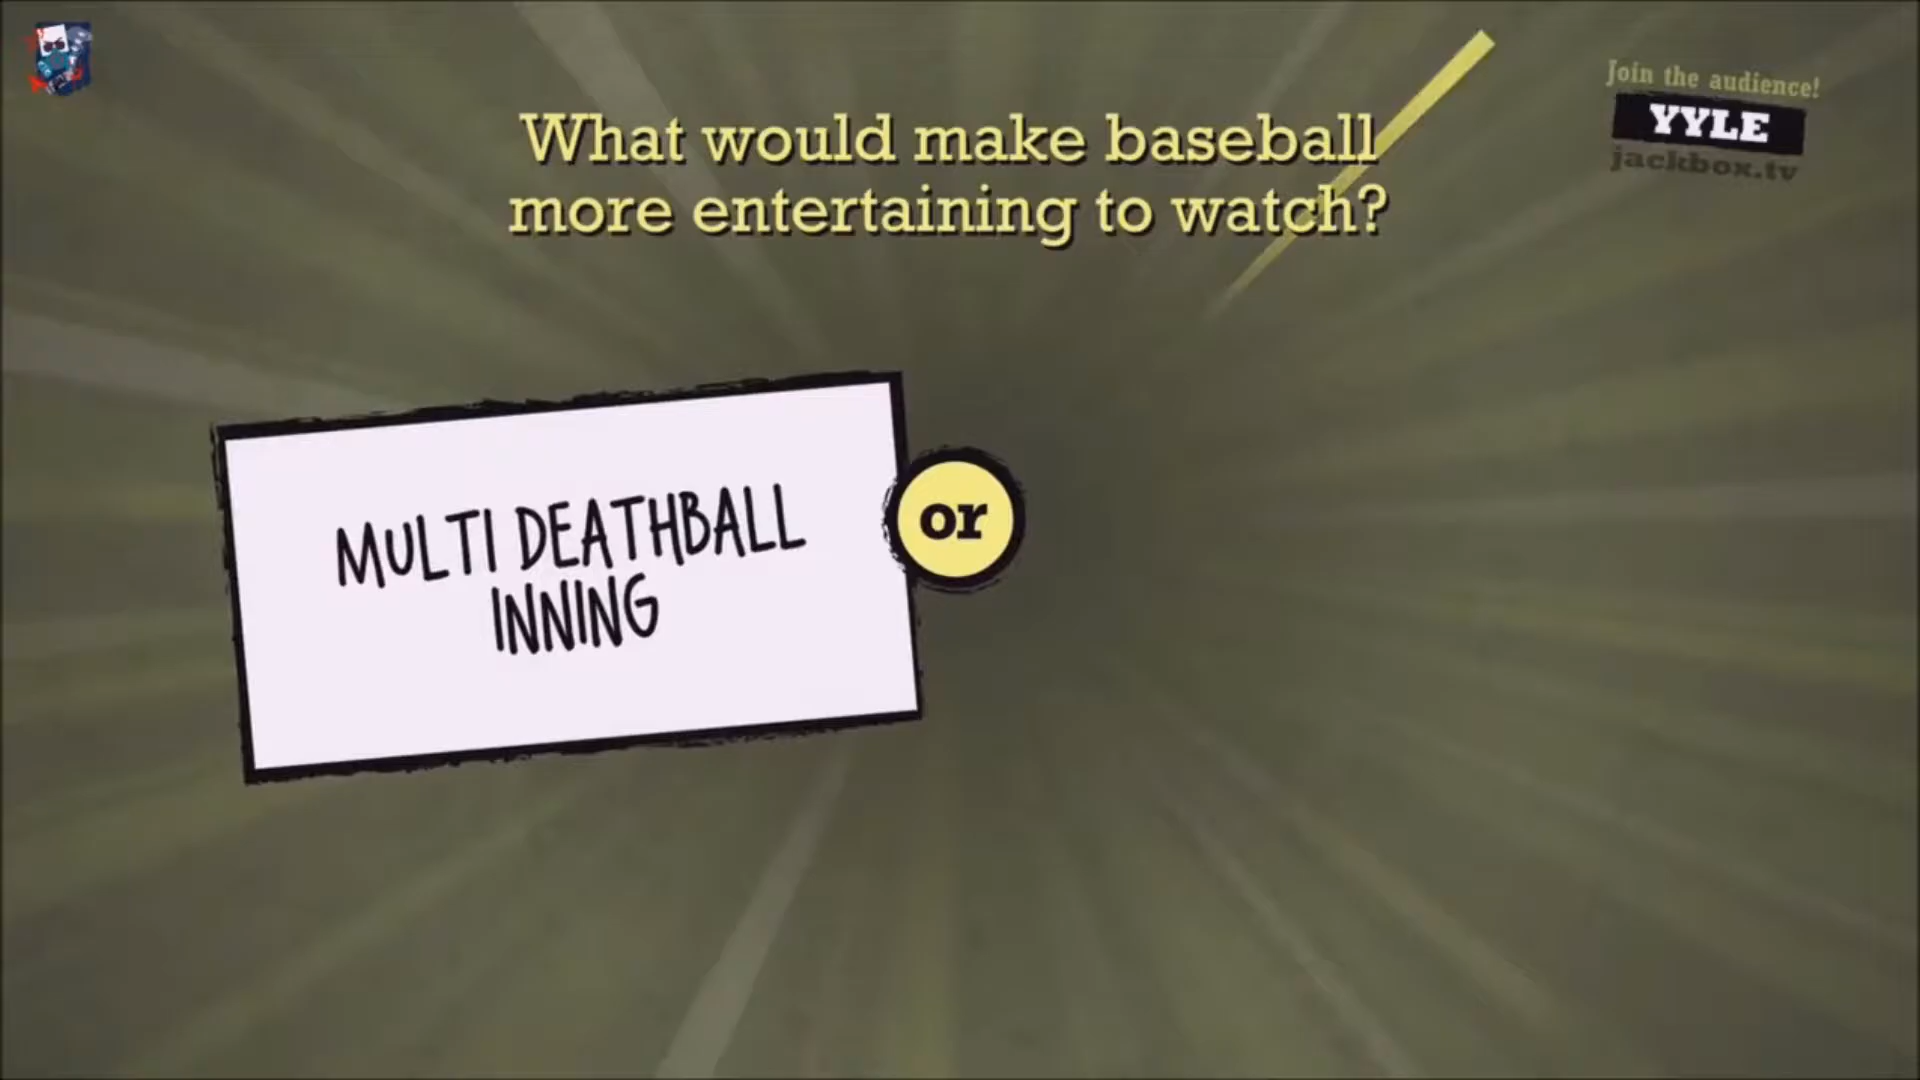 Join the audience!
YYLE
jackbox.tv
What would make baseball
more entertaining to watch?
MULTI DEATHBALL
INNING
or